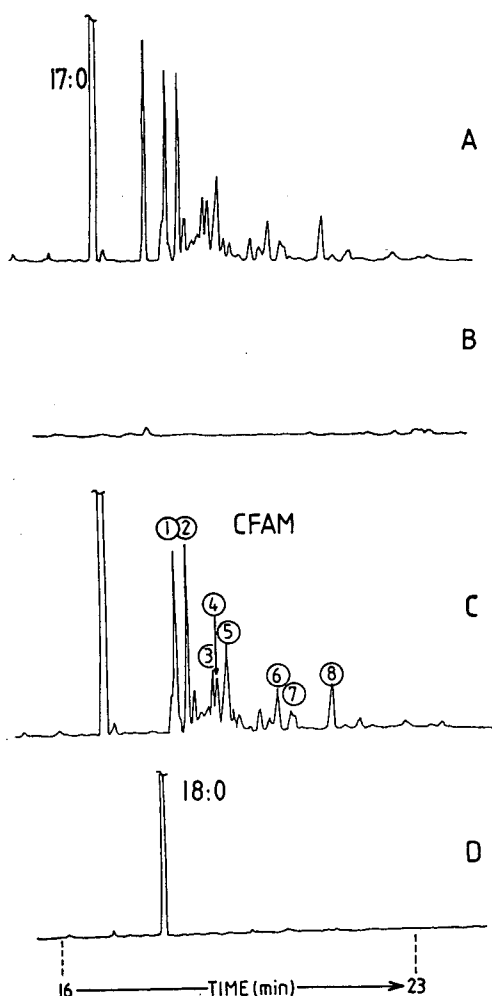 17:0
A
B
① ② CFAM
④
C
③ ⑤
⑥ ⑦ ⑧
18:0
D
16 TIME (min) 23